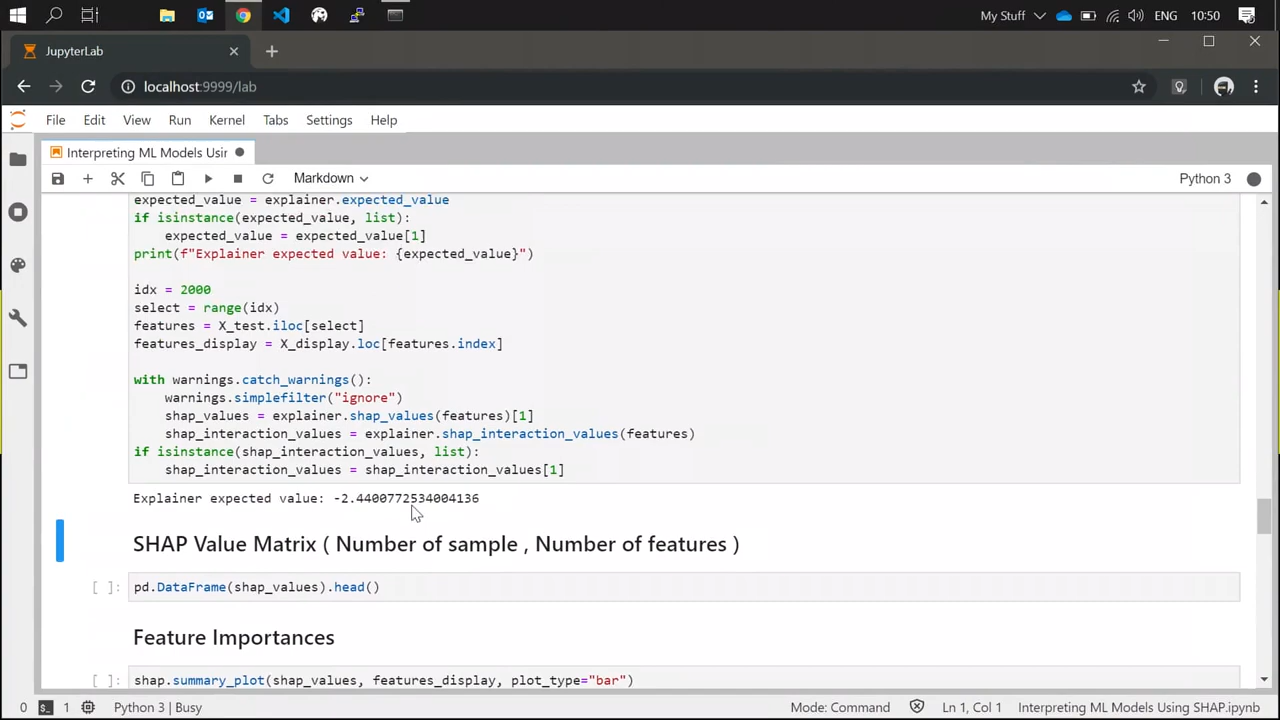 My Stuff
ENG
10:50
JupyterLab
localhost:9999/lab
File Edit View Run Kernel Tabs Settings Help
Interpreting ML Models Usir
Markdown
Python 3
expected_value = explainer.expected_value
if isinstance(expected_value, list):
expected_value = expected_value[1]
print(f"Explainer expected value: {expected_value}")
idx = 2000
select = range(idx)
features = X_test.iloc[select]
features_display = X_display.loc[features.index]
with warnings.catch_warnings():
warnings.simplefilter("ignore")
shap_values = explainer.shap_values(features)[1]
shap_interaction_values = explainer.shap_interaction_values(features)
if isinstance(shap_interaction_values, list):
shap_interaction_values = shap_interaction_values[1]
Explainer expected value: -2.4400772534004136
SHAP Value Matrix ( Number of sample , Number of features )
[ ]: pd.DataFrame(shap_values).head()
Feature Importances
[ ]: shap.summary_plot(shap_values, features_display, plot_type="bar")
0 1 Python 3 | Busy Mode: Command Ln 1, Col 1 Interpreting ML Models Using SHAP.ipynb